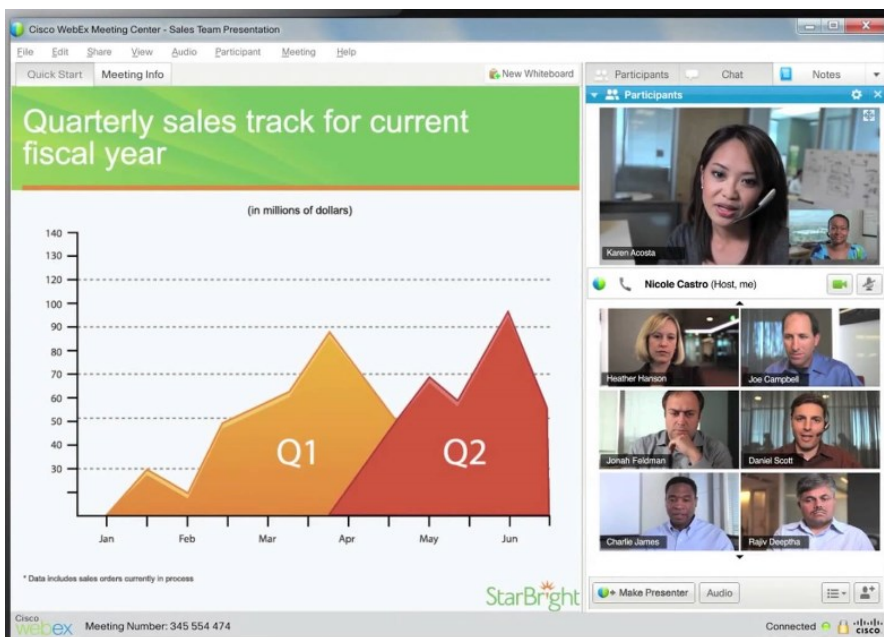 Cisco WebEx Meeting Center - Sales Team Presentation
File Edit Share View Audio Participant Meeting Help
Quick Start Meeting Info New Whiteboard
Quarterly sales track for current
fiscal year
(in millions of dollars)
140
130
120
100
90
80
70
60
50
40
30
Q1
Q2
Jan Feb Mar Apr May Jun
* Data includes sales orders currently in process
StarBright
Participants Chat Notes
Participants
Karen Acosta
Nicole Castro (Host, me)
Heather Hanson
Joe Campbell
Jonah Feldman
Daniel Scott
Charlie James
Rajiv Deeptha
Make Presenter Audio
Cisco
webex Meeting Number: 345 554 474
Connected
CISCO